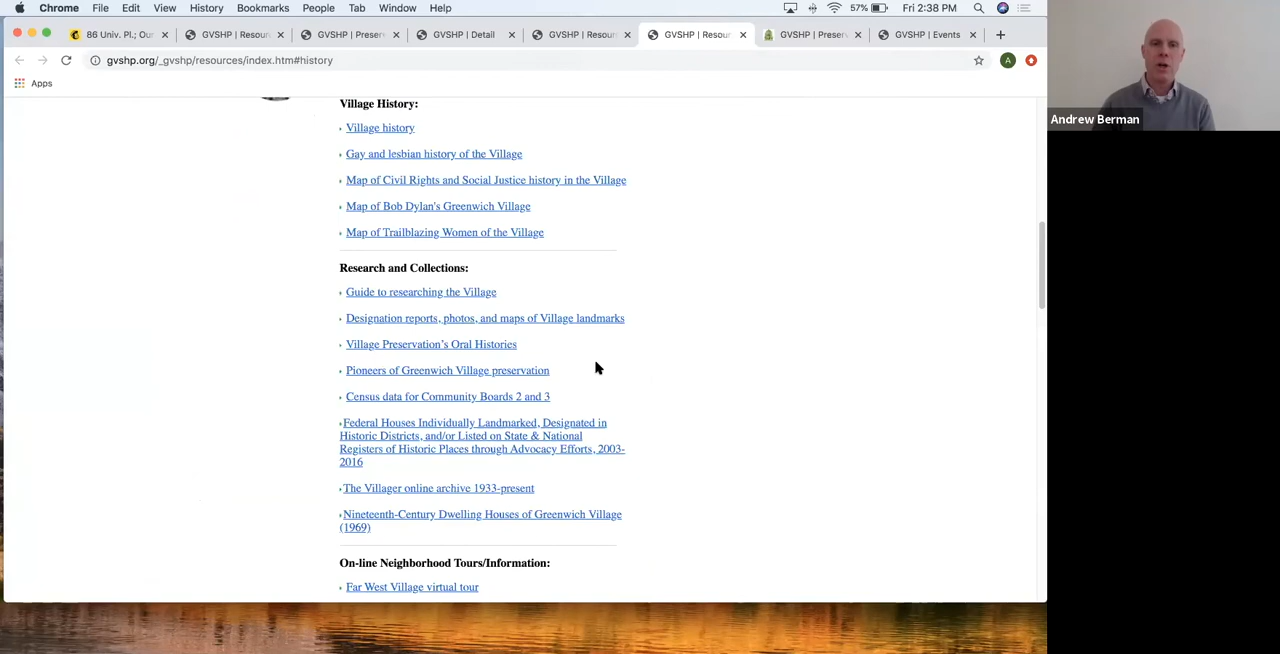 Chrome File Edit View History Bookmarks People Tab Window Help 57% Fri 2:38 PM
86 Univ. Pl.; Our GVSHP | Resour GVSHP | Preser GVSHP | Detail GVSHP | Resour GVSHP | Resour GVSHP | Preser GVSHP | Events
gvshp.org/_gvshp/resources/index.htm#history A
Apps
Andrew Berman
Village History:
Village history
Gay and lesbian history of the Village
Map of Civil Rights and Social Justice history in the Village
Map of Bob Dylan's Greenwich Village
Map of Trailblazing Women of the Village
Research and Collections:
Guide to researching the Village
Designation reports, photos, and maps of Village landmarks
Village Preservation's Oral Histories
Pioneers of Greenwich Village preservation
Census data for Community Boards 2 and 3
Federal Houses Individually Landmarked, Designated in
Historic Districts, and/or Listed on State & National
Registers of Historic Places through Advocacy Efforts, 2003-
2016
The Villager online archive 1933-present
Nineteenth-Century Dwelling Houses of Greenwich Village
(1969)
On-line Neighborhood Tours/Information:
Far West Village virtual tour